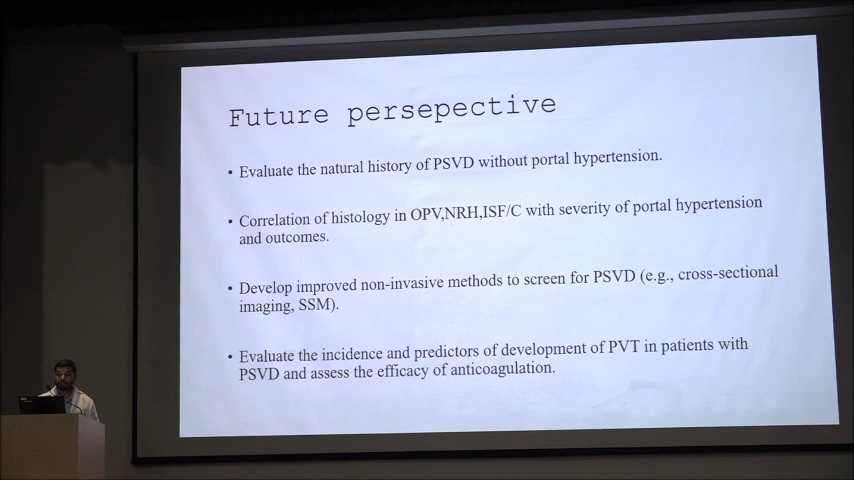 Future persepective
• Evaluate the natural history of PSVD without portal hypertension.
• Correlation of histology in OPV,NRH,ISF/C with severity of portal hypertension
and outcomes.
• Develop improved non-invasive methods to screen for PSVD (e.g., cross-sectional
imaging, SSM).
• Evaluate the incidence and predictors of development of PVT in patients with
PSVD and assess the efficacy of anticoagulation.